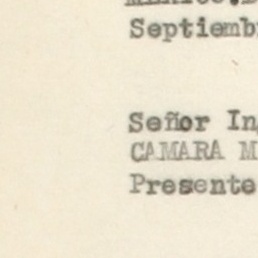 Septiemb
Señor In
CAMARA M
Presente